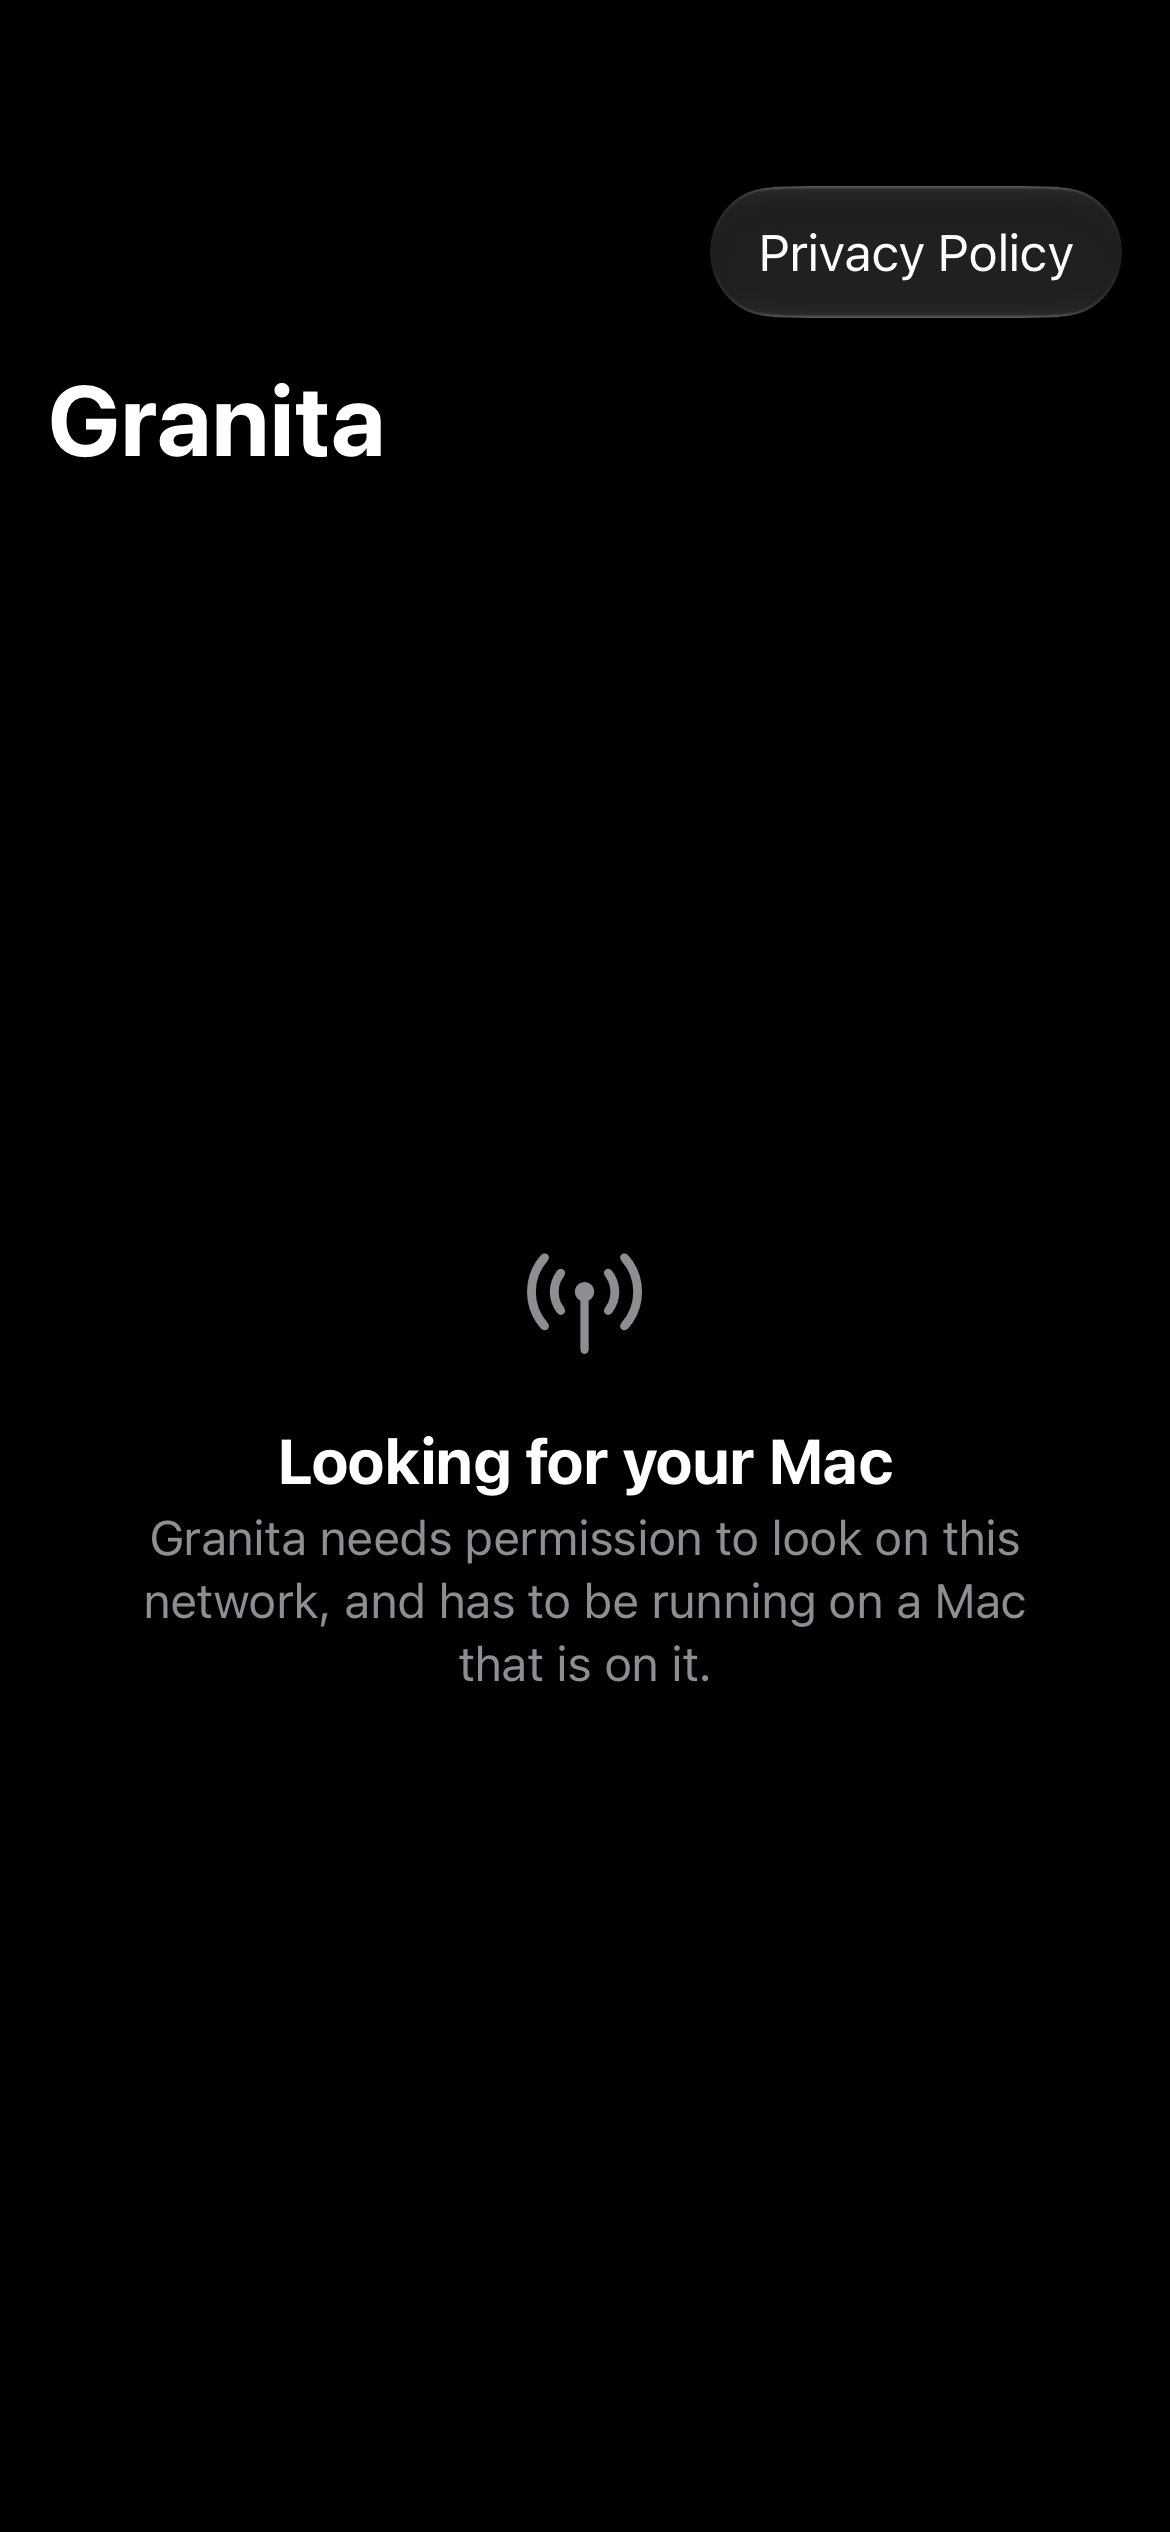 Privacy Policy
Granita
Looking for your Mac
Granita needs permission to look on this
network, and has to be running on a Mac
that is on it.